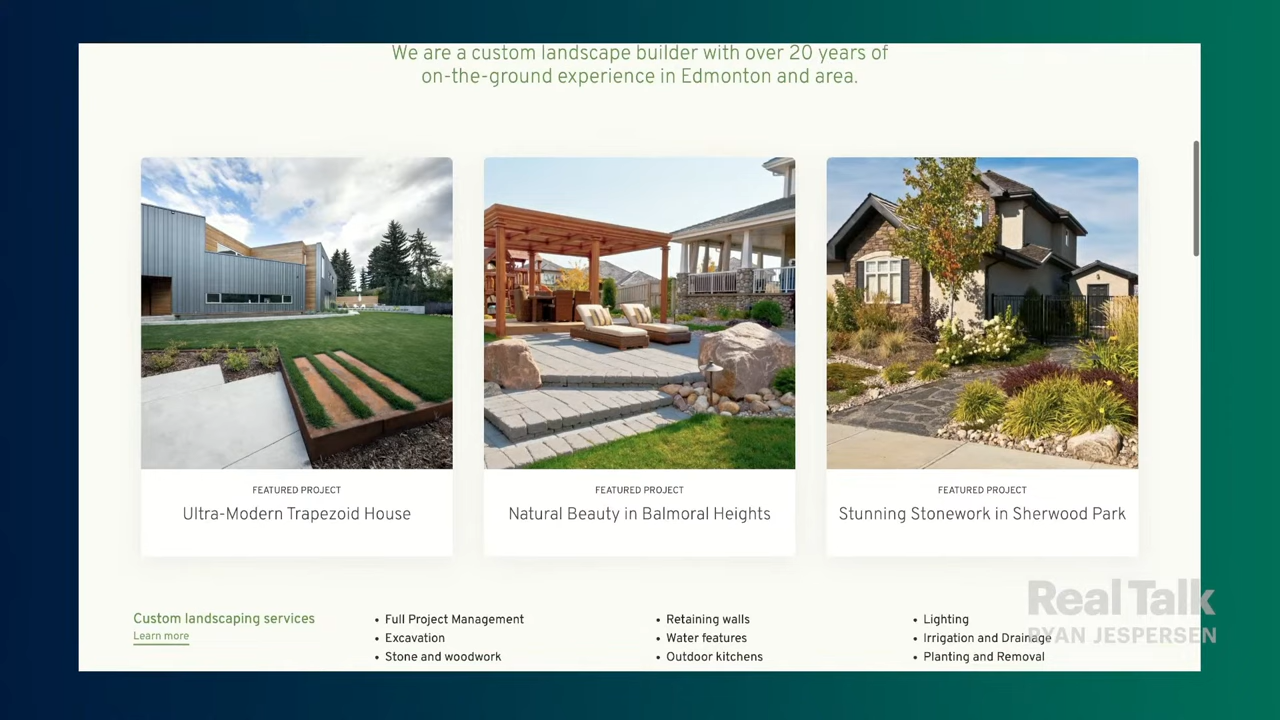 We are a custom landscape builder with over 20 years of
on-the-ground experience in Edmonton and area.
FEATURED PROJECT
Ultra-Modern Trapezoid House
FEATURED PROJECT
Natural Beauty in Balmoral Heights
FEATURED PROJECT
Stunning Stonework in Sherwood Park
Custom landscaping services
Learn more
• Full Project Management
• Excavation
• Stone and woodwork
• Retaining walls
• Water features
• Outdoor kitchens
• Lighting
• Irrigation and Drainage
• Planting and Removal
Real Talk
RYAN JESPERSEN